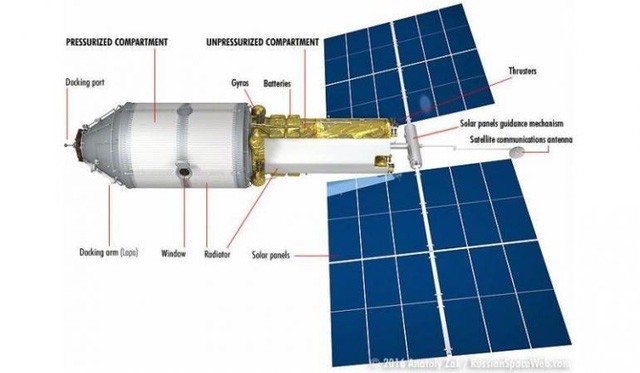 PRESSURIZED COMPARTMENT
UNPRESSURIZED COMPARTMENT
Docking port
Gyros
Batteries
Thrusters
Solar panels guidance mechanism
Satellite communications antenna
Docking arm (Lapa)
Window
Radiator
Solar panels
© 2016 Anatoly Zak / RussianSpaceWeb.com